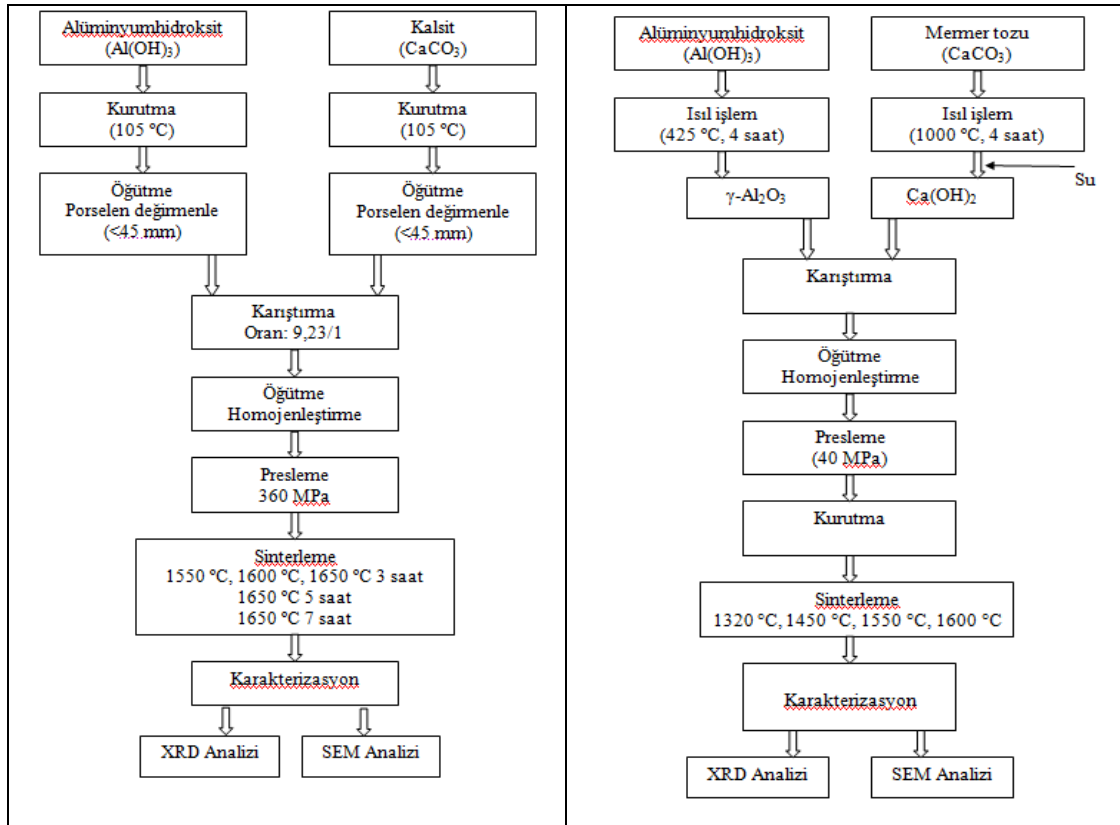 Alüminyumhidroksit
(Al(OH)₃)
Kalsit
(CaCO₃)
Kurutma
(105 °C)
Kurutma
(105 °C)
Öğütme
Porselen değirmenle
(<45 mm)
Öğütme
Porselen değirmenle
(<45 mm)
Karıştırma
Oran: 9,23/1
Öğütme
Homojenleştirme
Presleme
360 MPa
Sinterleme
1550 °C, 1600 °C, 1650 °C 3 saat
1650 °C 5 saat
1650 °C 7 saat
Karakterizasyon
XRD Analizi
SEM Analizi
Alüminyumhidroksit
(Al(OH)₃)
Mermer tozu
(CaCO₃)
Isıl işlem
(425 °C, 4 saat)
Isıl işlem
(1000 °C, 4 saat)
Su
γ-Al₂O₃
Ca(OH)₂
Karıştırma
Öğütme
Homojenleştirme
Presleme
(40 MPa)
Kurutma
Sinterleme
1320 °C, 1450 °C, 1550 °C, 1600 °C
Karakterizasyon
XRD Analizi
SEM Analizi